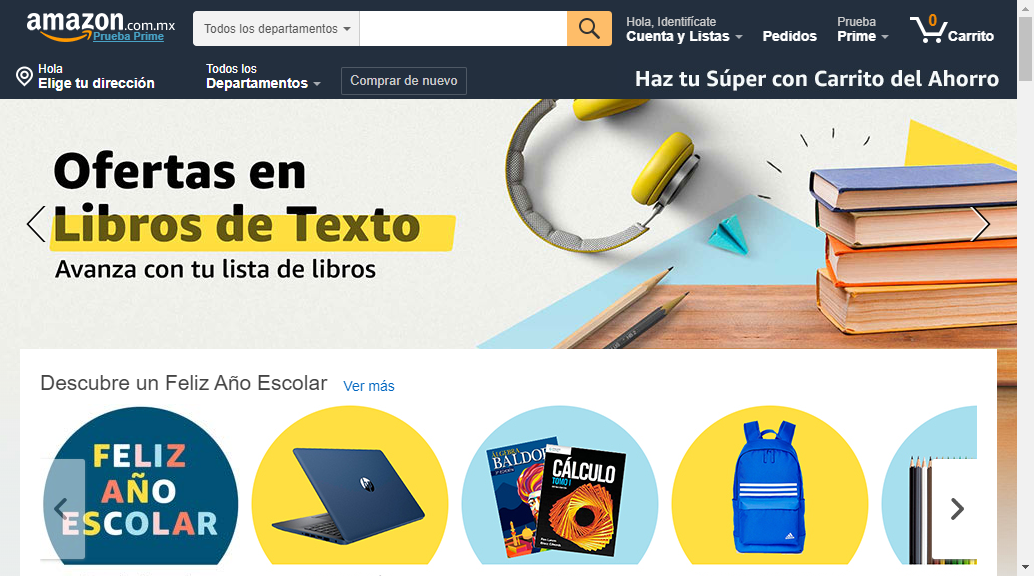 amazon.com.mx
Prueba Prime
Todos los departamentos
Hola, Identifícate
Cuenta y Listas
Pedidos
Prueba
Prime
0
Carrito
Hola
Elige tu dirección
Todos los
Departamentos
Comprar de nuevo
Haz tu Súper con Carrito del Ahorro
Ofertas en
Libros de Texto
Avanza con tu lista de libros
Descubre un Feliz Año Escolar
Ver más
FELIZ
AÑO
ESCOLAR
hp
ÁLGEBRA
BALDOR
CÁLCULO
TOMO I
adidas